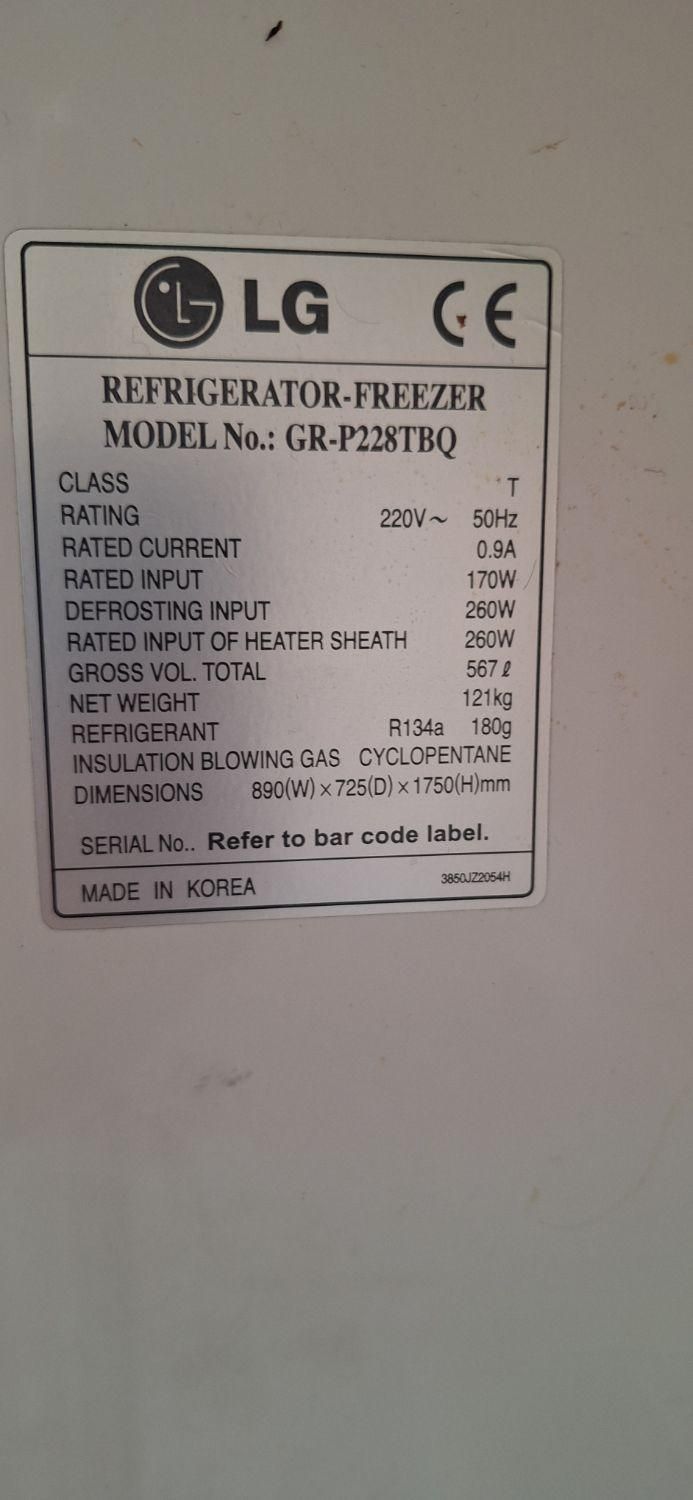 LG CE
REFRIGERATOR-FREEZER
MODEL No.: GR-P228TBQ
CLASS T
RATING 220V~ 50Hz
RATED CURRENT 0.9A
RATED INPUT 170W
DEFROSTING INPUT 260W
RATED INPUT OF HEATER SHEATH 260W
GROSS VOL. TOTAL 567 ℓ
NET WEIGHT 121kg
REFRIGERANT R134a 180g
INSULATION BLOWING GAS CYCLOPENTANE
DIMENSIONS 890(W)×725(D)×1750(H)mm
SERIAL No.. Refer to bar code label.
MADE IN KOREA 3850JZ2054H